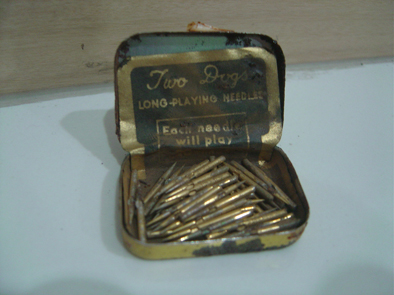 Two Dogs
LONG-PLAYING NEEDLES
Each needle
will play